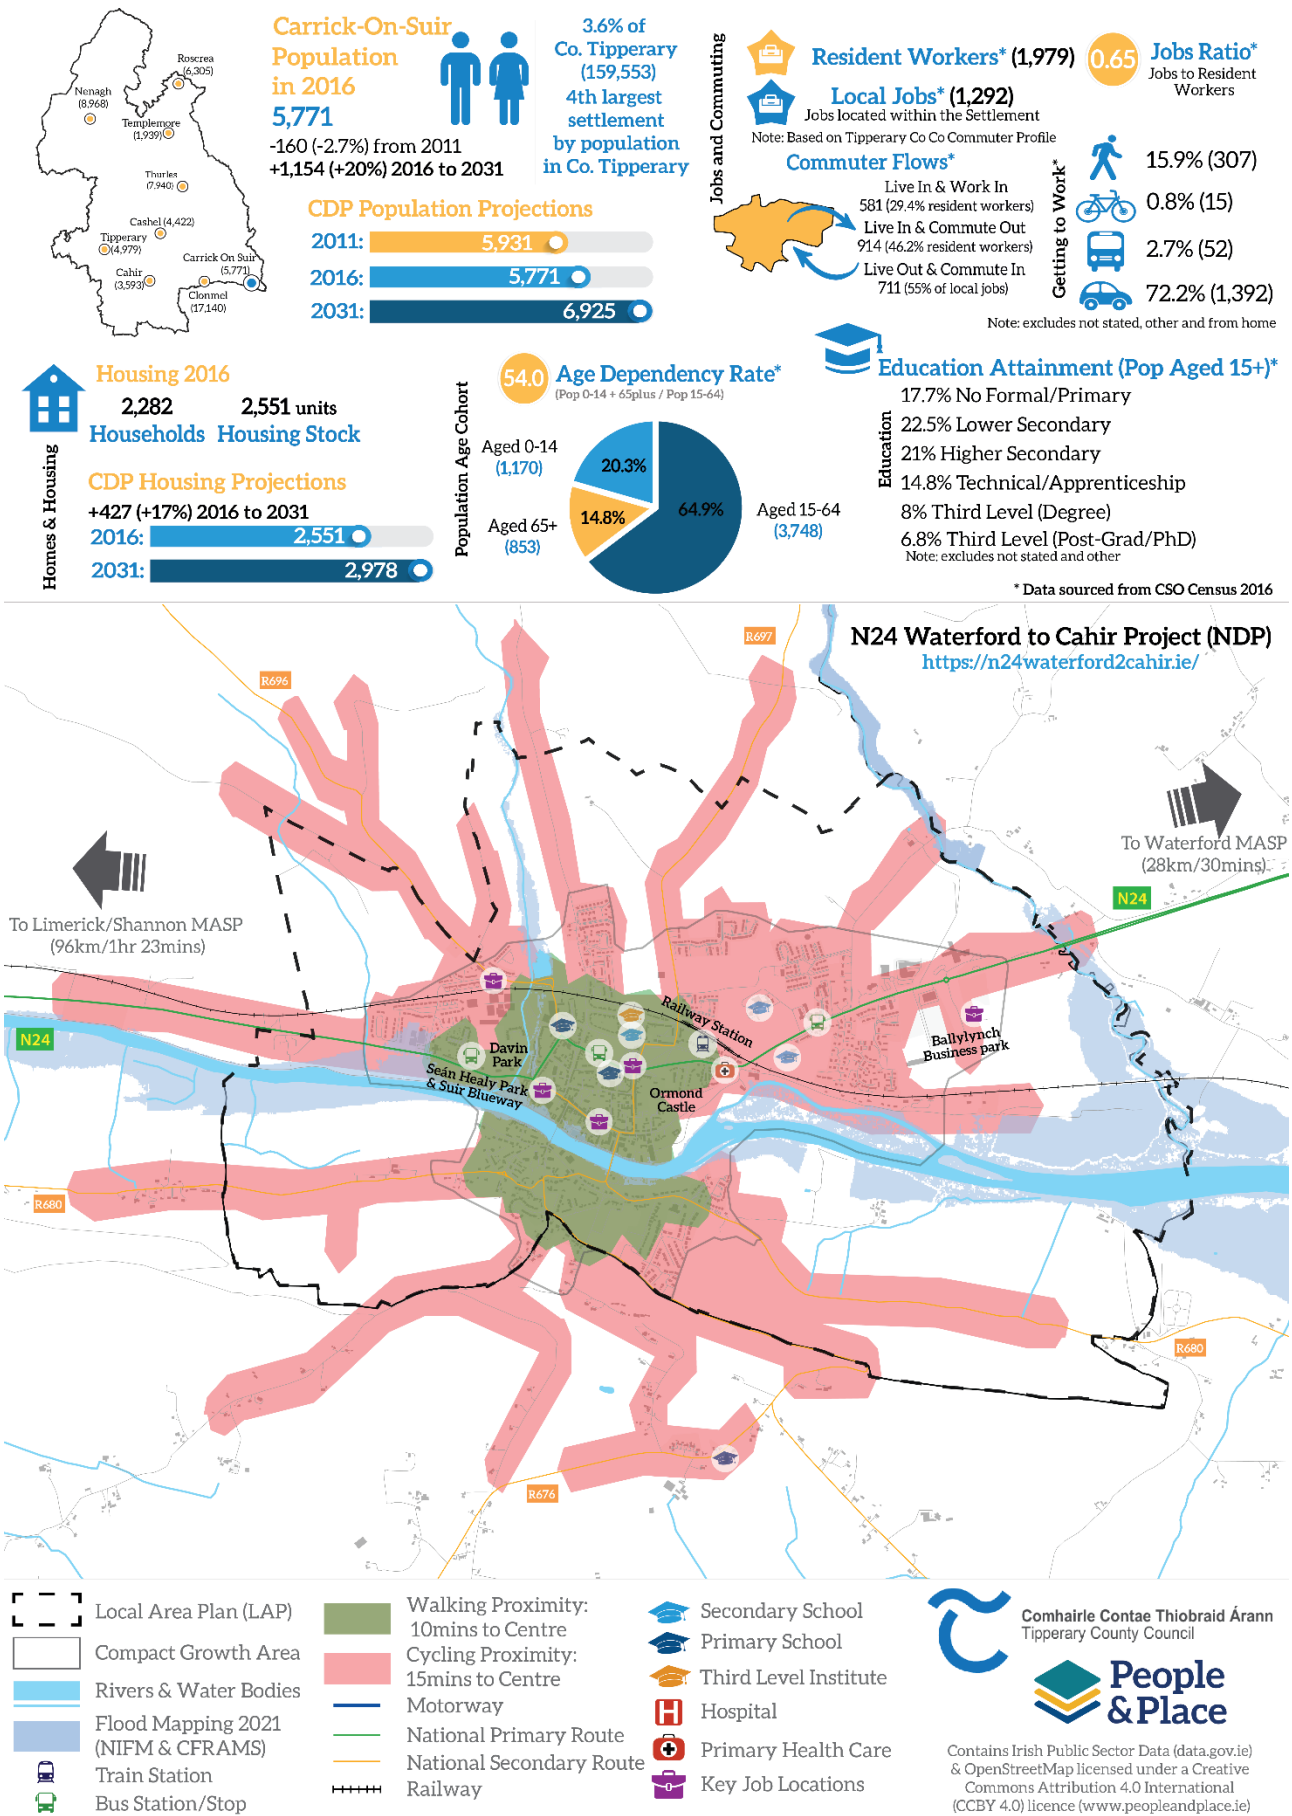 Roscrea
(6,305)
Nenagh
(8,968)
Templemore
(1,939)
Thurles
(7,940)
Cashel (4,422)
Tipperary
(4,979)
Carrick On Suir
(5,771)
Cahir
(3,593)
Clonmel
(17,140)
Carrick-On-Suir
Population
in 2016
5,771
-160 (-2.7%) from 2011
+1,154 (+20%) 2016 to 2031
3.6% of
Co. Tipperary
(159,553)
4th largest
settlement
by population
in Co. Tipperary
CDP Population Projections
2011: 5,931
2016: 5,771
2031: 6,925
Jobs and Commuting
Resident Workers* (1,979)
0.65
Jobs Ratio*
Jobs to Resident
Workers
Local Jobs* (1,292)
Jobs located within the Settlement
Note: Based on Tipperary Co Co Commuter Profile
Commuter Flows*
Live In & Work In
581 (29.4% resident workers)
Live In & Commute Out
914 (46.2% resident workers)
Live Out & Commute In
711 (55% of local jobs)
Getting to Work*
15.9% (307)
0.8% (15)
2.7% (52)
72.2% (1,392)
Note: excludes not stated, other and from home
Homes & Housing
Housing 2016
2,282 2,551 units
Households Housing Stock
CDP Housing Projections
+427 (+17%) 2016 to 2031
2016: 2,551
2031: 2,978
Population Age Cohort
54.0
Age Dependency Rate*
(Pop 0-14 + 65plus / Pop 15-64)
Aged 0-14
(1,170)
20.3%
Aged 65+
(853)
14.8%
64.9%
Aged 15-64
(3,748)
Education
Education Attainment (Pop Aged 15+)*
17.7% No Formal/Primary
22.5% Lower Secondary
21% Higher Secondary
14.8% Technical/Apprenticeship
8% Third Level (Degree)
6.8% Third Level (Post-Grad/PhD)
Note: excludes not stated and other
* Data sourced from CSO Census 2016
N24 Waterford to Cahir Project (NDP)
https://n24waterford2cahir.ie/
R697
R696
To Waterford MASP
(28km/30mins)
N24
To Limerick/Shannon MASP
(96km/1hr 23mins)
N24
Railway Station
Davin
Park
Seán Healy Park
& Suir Blueway
Ormond
Castle
Ballylynch
Business park
R680
R680
R676
Local Area Plan (LAP)
Compact Growth Area
Rivers & Water Bodies
Flood Mapping 2021
(NIFM & CFRAMS)
Train Station
Bus Station/Stop
Walking Proximity:
10mins to Centre
Cycling Proximity:
15mins to Centre
Motorway
National Primary Route
National Secondary Route
Railway
Secondary School
Primary School
Third Level Institute
H Hospital
Primary Health Care
Key Job Locations
Comhairle Contae Thiobraid Árann
Tipperary County Council
People
&Place
Contains Irish Public Sector Data (data.gov.ie)
& OpenStreetMap licensed under a Creative
Commons Attribution 4.0 International
(CCBY 4.0) licence (www.peopleandplace.ie)